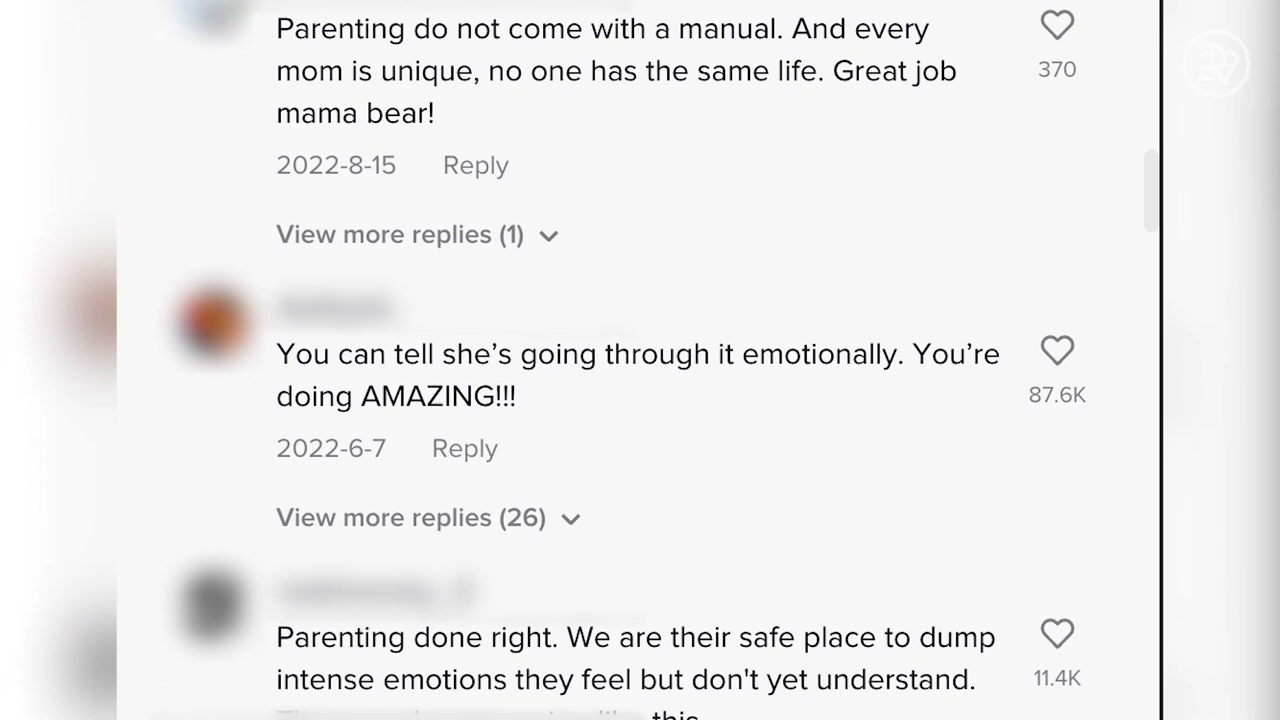 Parenting do not come with a manual. And every
mom is unique, no one has the same life. Great job
mama bear!
370
2022-8-15 Reply
View more replies (1)
You can tell she’s going through it emotionally. You’re
doing AMAZING!!!
87.6K
2022-6-7 Reply
View more replies (26)
Parenting done right. We are their safe place to dump
intense emotions they feel but don't yet understand.
11.4K
this
R29